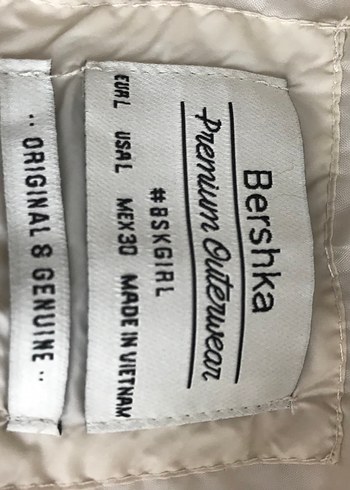 Bershka
Premium Outerwear
#BSKGIRL
EUR L USA L MEX 30 MADE IN VIETNAM
·· ORIGINAL & GENUINE ··